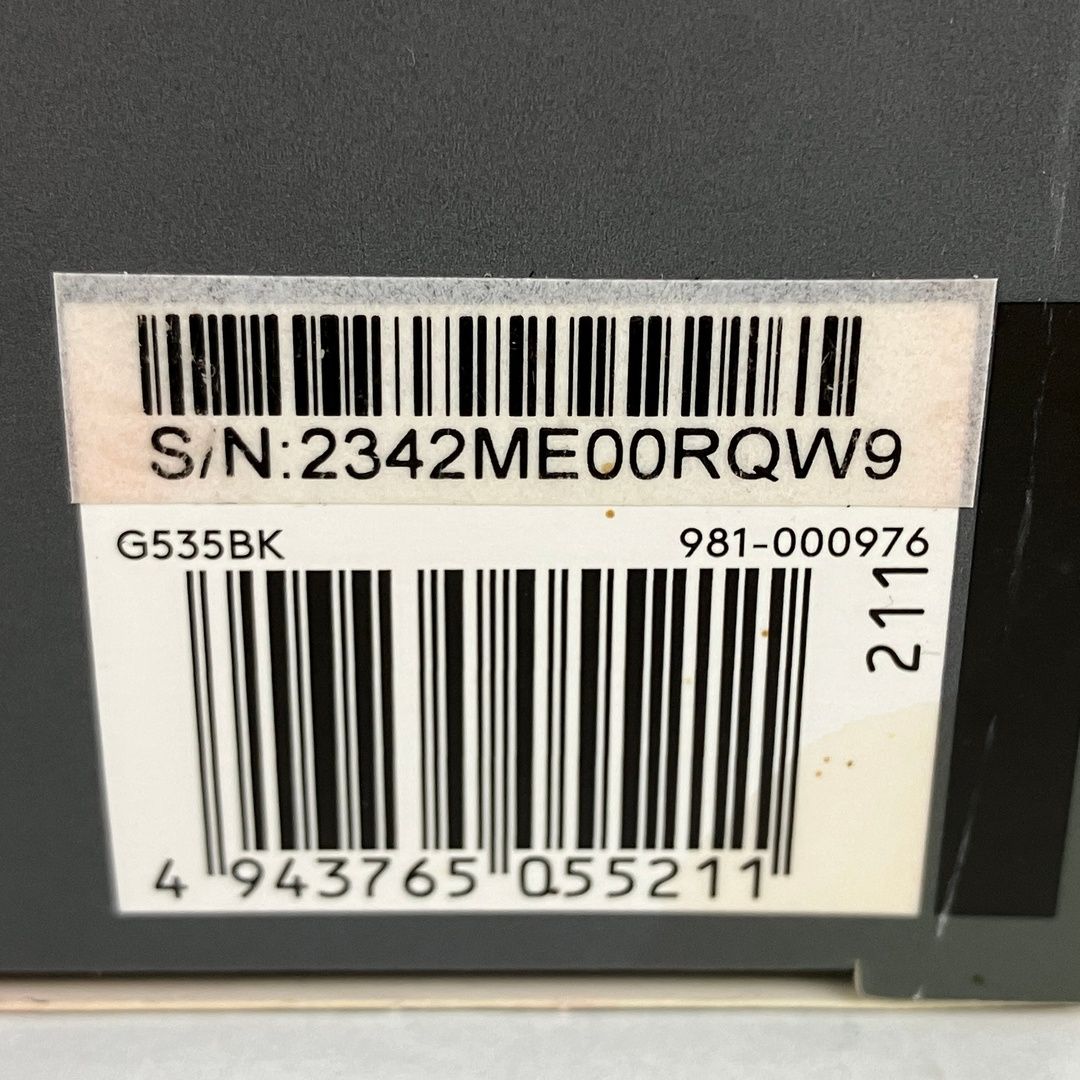 S/N:2342ME00RQW9
G535BK 981-000976
211
4 943765 055211